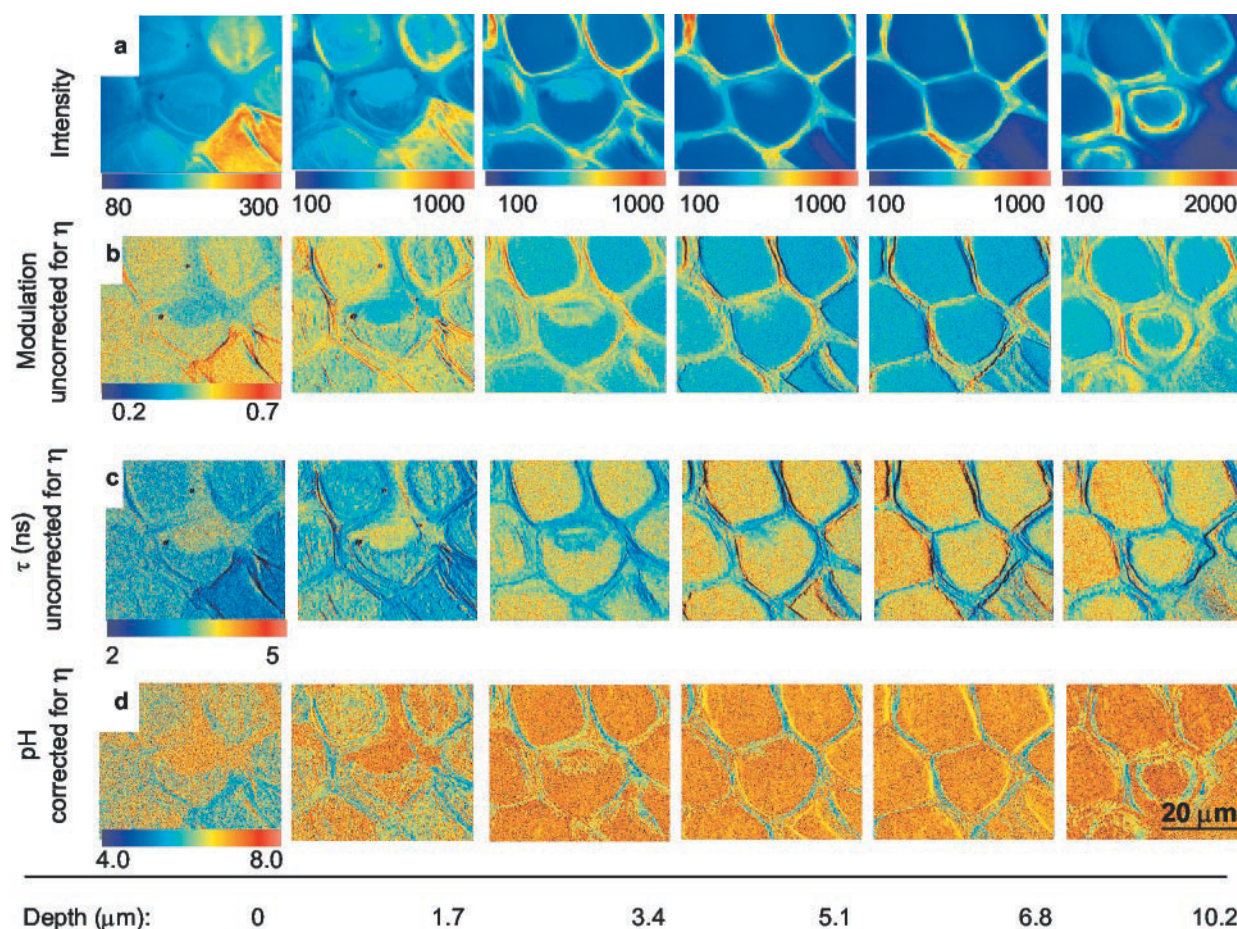 a
Intensity
80 300
100 1000
100 1000
100 1000
100 1000
100 2000
b
Modulation
uncorrected for η
0.2 0.7
c
τ (ns)
uncorrected for η
2 5
d
pH
corrected for η
4.0 8.0
20 μm
Depth (μm): 0 1.7 3.4 5.1 6.8 10.2